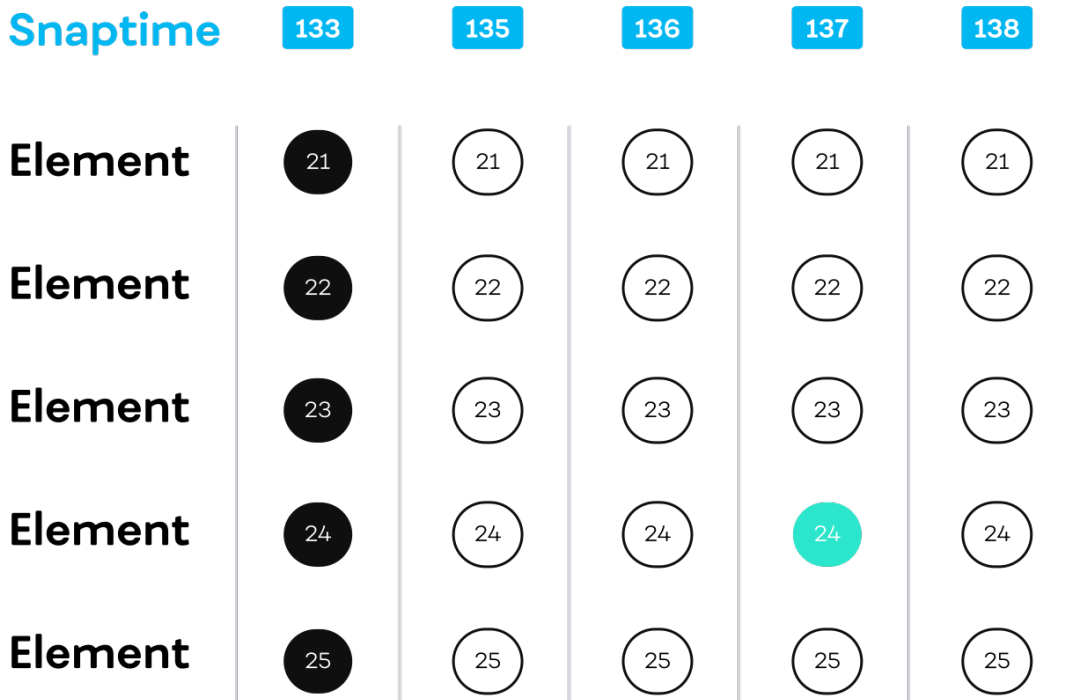 Snaptime 133 135 136 137 138
Element 21 21 21 21 21
Element 22 22 22 22 22
Element 23 23 23 23 23
Element 24 24 24 24 24
Element 25 25 25 25 25